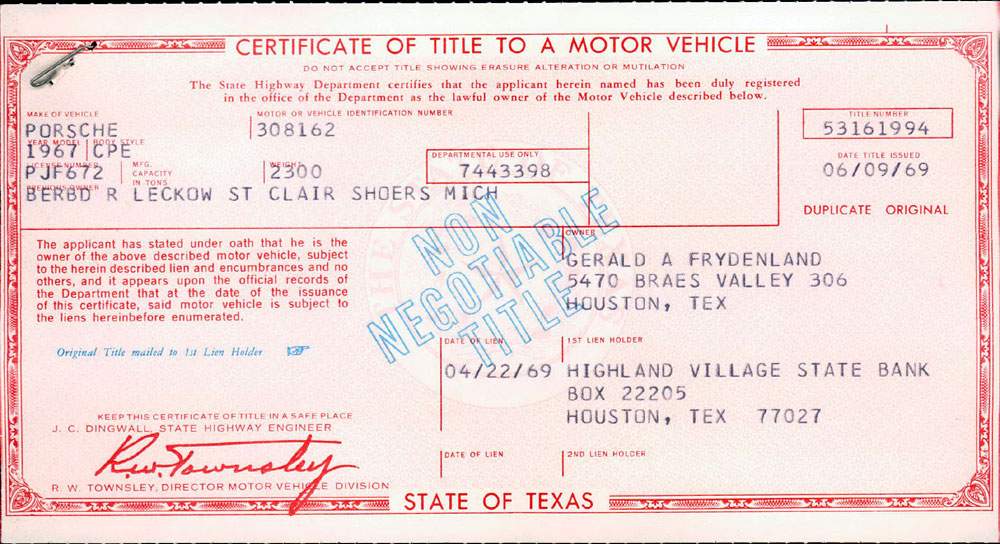 CERTIFICATE OF TITLE TO A MOTOR VEHICLE
DO NOT ACCEPT TITLE SHOWING ERASURE ALTERATION OR MUTILATION
The State Highway Department certifies that the applicant herein named has been duly registered
in the office of the Department as the lawful owner of the Motor Vehicle described below.
MAKE OF VEHICLE
MOTOR OR VEHICLE IDENTIFICATION NUMBER
TITLE NUMBER
PORSCHE
308162
53161994
YEAR MODEL BODY STYLE
1967 CPE
DEPARTMENTAL USE ONLY
DATE TITLE ISSUED
LICENSE NUMBER
MFG. CAPACITY IN TONS
WEIGHT
PJF672
2300
7443398
06/09/69
PREVIOUS OWNER
BERBD R LECKOW ST CLAIR SHOERS MICH
DUPLICATE ORIGINAL
NON
NEGOTIABLE
TITLE
The applicant has stated under oath that he is the
owner of the above described motor vehicle, subject
to the herein described lien and encumbrances and no
others, and it appears upon the official records of
the Department that at the date of the issuance
of this certificate, said motor vehicle is subject to
the liens hereinbefore enumerated.
OWNER
GERALD A FRYDENLAND
5470 BRAES VALLEY 306
HOUSTON, TEX
Original Title mailed to 1st Lien Holder
DATE OF LIEN
1ST LIEN HOLDER
04/22/69
HIGHLAND VILLAGE STATE BANK
BOX 22205
HOUSTON, TEX 77027
KEEP THIS CERTIFICATE OF TITLE IN A SAFE PLACE
J. C. DINGWALL, STATE HIGHWAY ENGINEER
R.W. Townsley
R. W. TOWNSLEY, DIRECTOR MOTOR VEHICLE DIVISION
DATE OF LIEN
2ND LIEN HOLDER
STATE OF TEXAS